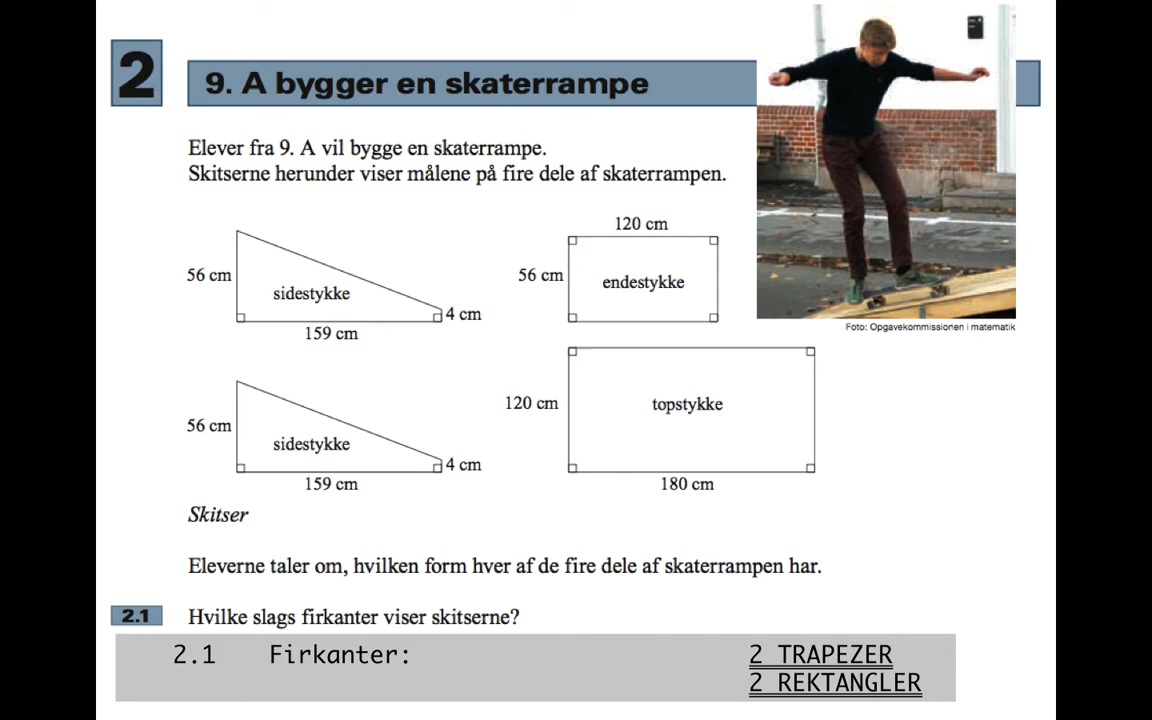 2
9. A bygger en skaterrampe
Elever fra 9. A vil bygge en skaterrampe.
Skitserne herunder viser målene på fire dele af skaterrampen.
56 cm
sidestykke
4 cm
159 cm
120 cm
56 cm
endestykke
Foto: Opgavekommissionen i matematik
56 cm
sidestykke
4 cm
159 cm
120 cm
topstykke
180 cm
Skitser
Eleverne taler om, hvilken form hver af de fire dele af skaterrampen har.
2.1 Hvilke slags firkanter viser skitserne?
2.1 Firkanter: 2 TRAPEZER
2 REKTANGLER